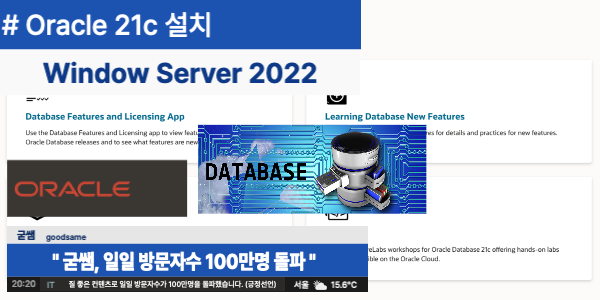 # Oracle 21c 설치
Window Server 2022
Database Features and Licensing App
Use the Database Features and Licensing app to view
Oracle Database releases and to see what features are new
Learning Database New Features
for details and practices for new features.
DATABASE
ORACLE
굳쌤 goodsame
" 굳쌤, 일일 방문자수 100만명 돌파 "
workshops for Oracle Database 21c offering hands-on labs
on the Oracle Cloud.
20:20 IT 질 좋은 컨텐츠로 일일 방문자수가 100만명을 돌파했습니다. (긍정선언) 서울 15.6°C